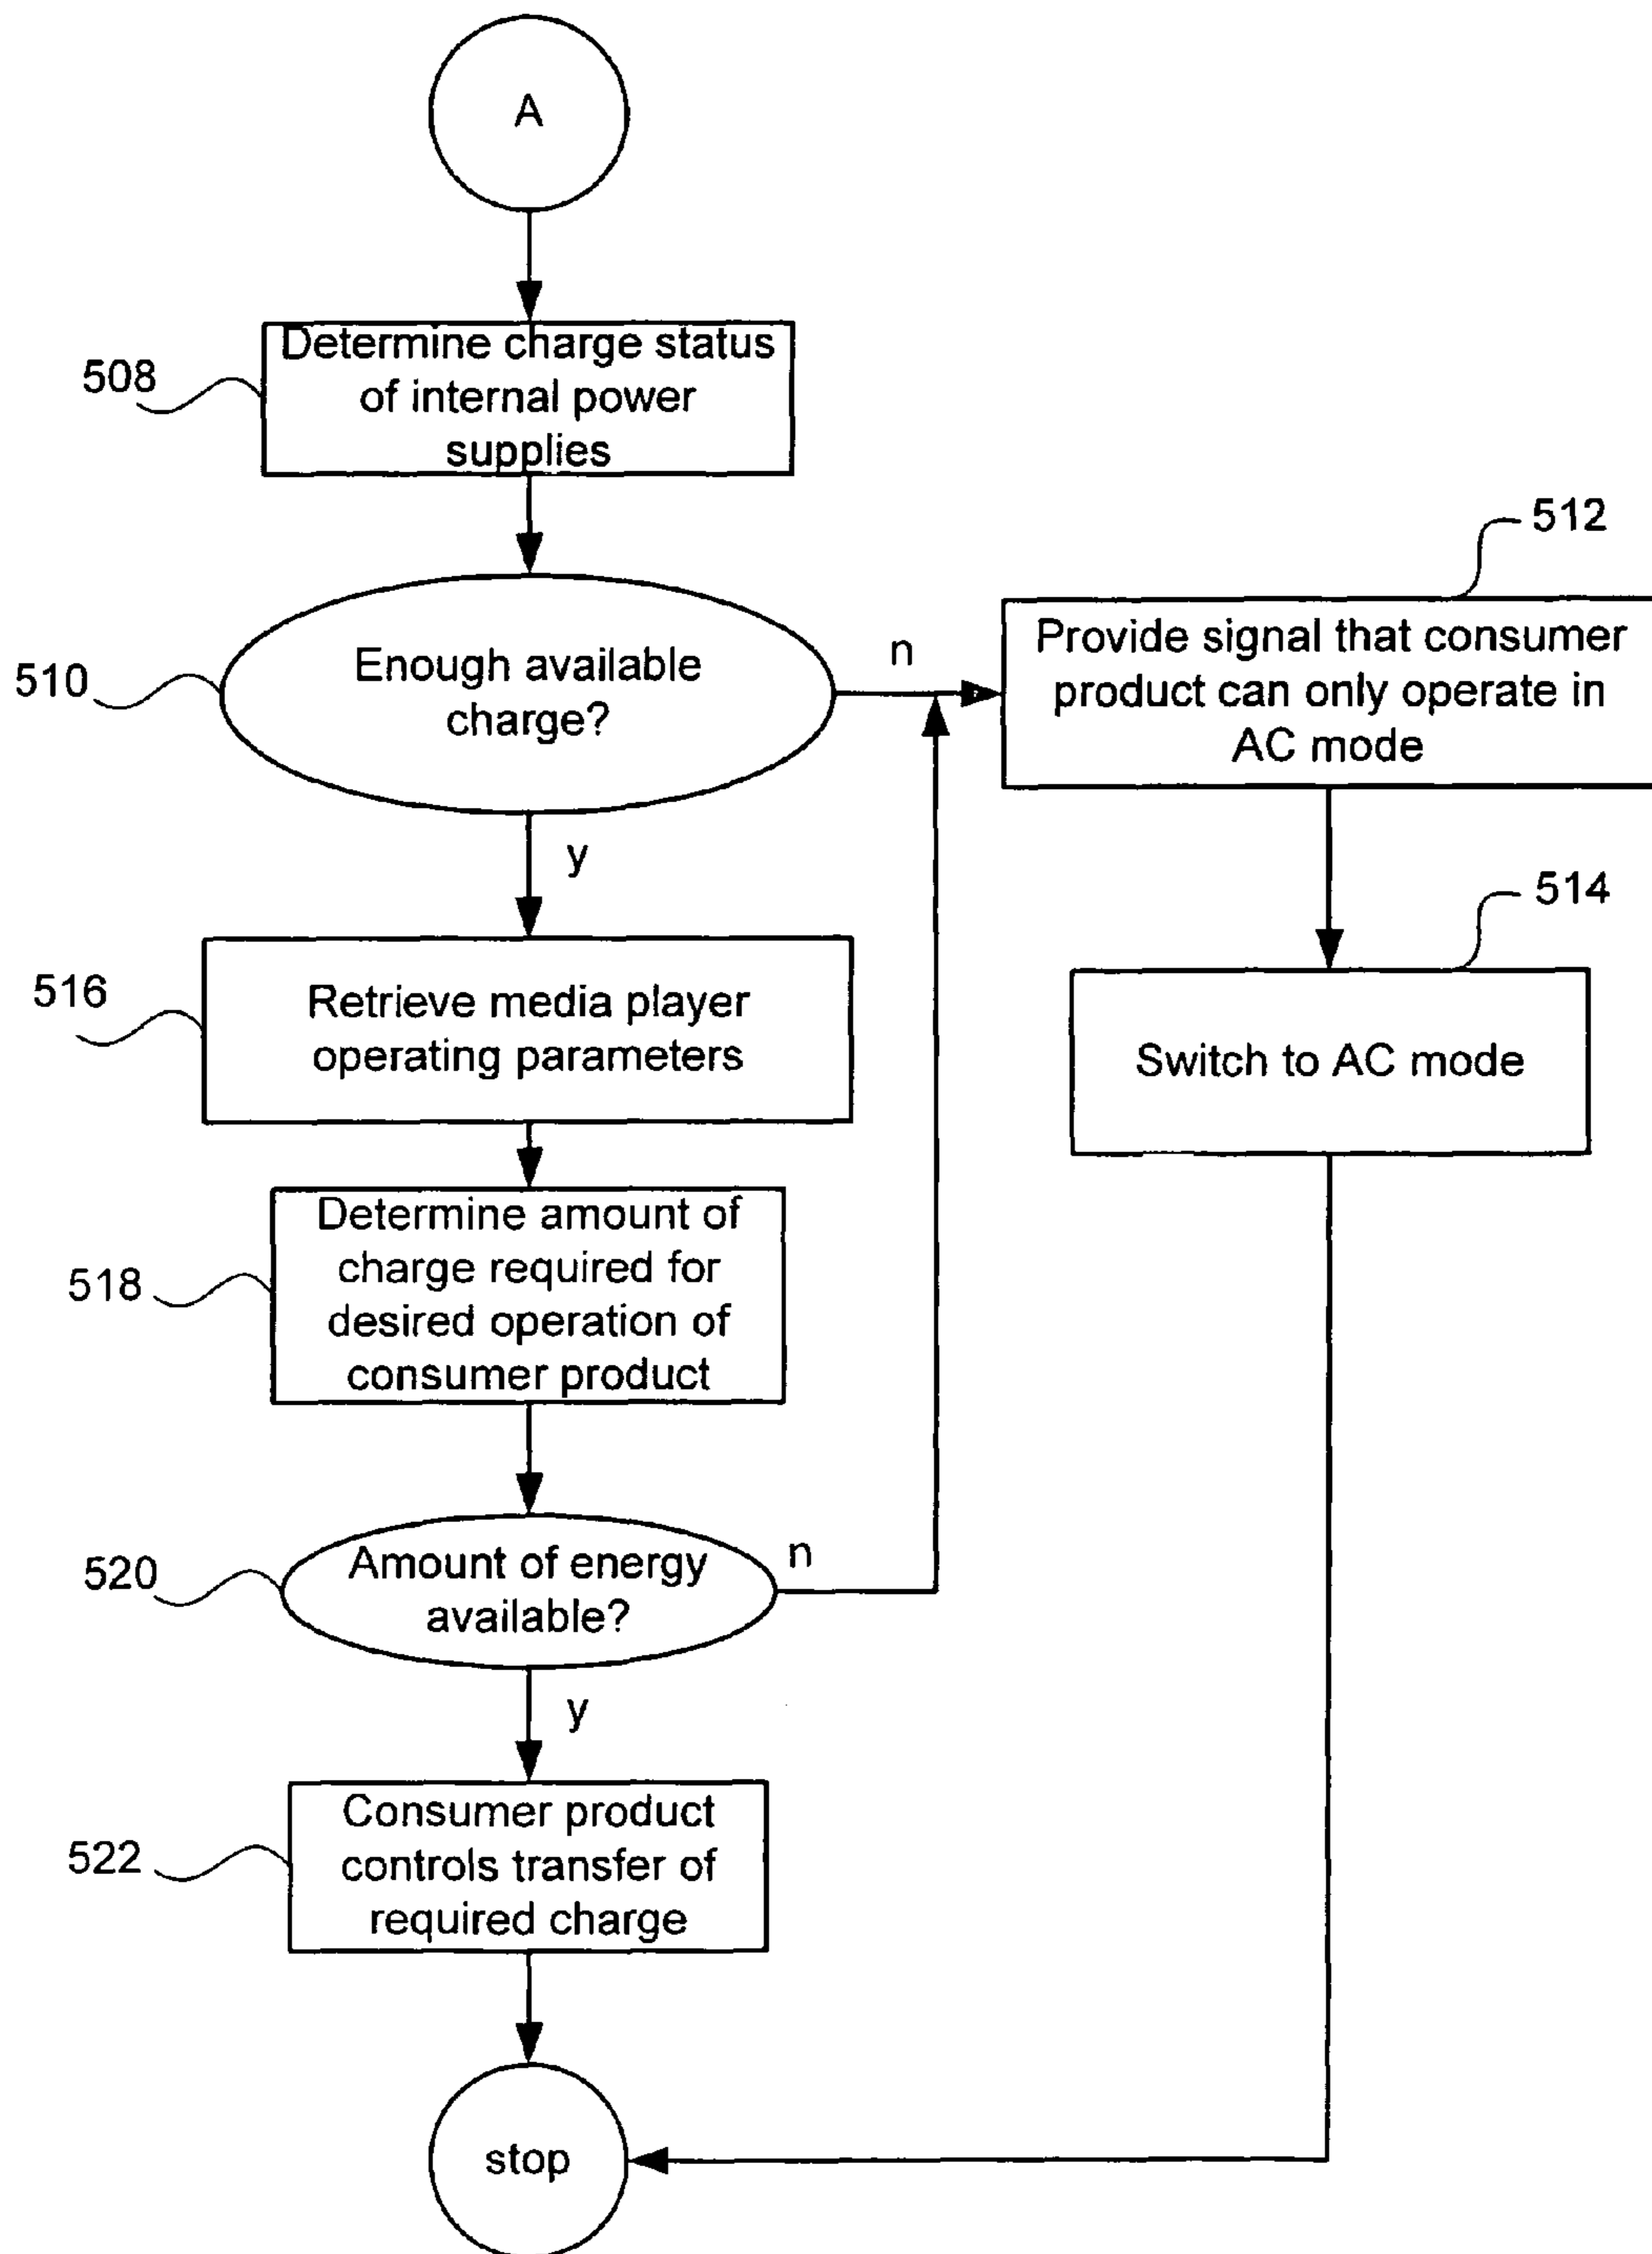 A
508
Determine charge status
of internal power
supplies
510
Enough available
charge?
n
y
512
Provide signal that consumer
product can only operate in
AC mode
514
Switch to AC mode
516
Retrieve media player
operating parameters
518
Determine amount of
charge required for
desired operation of
consumer product
520
Amount of energy
available?
n
y
522
Consumer product
controls transfer of
required charge
stop